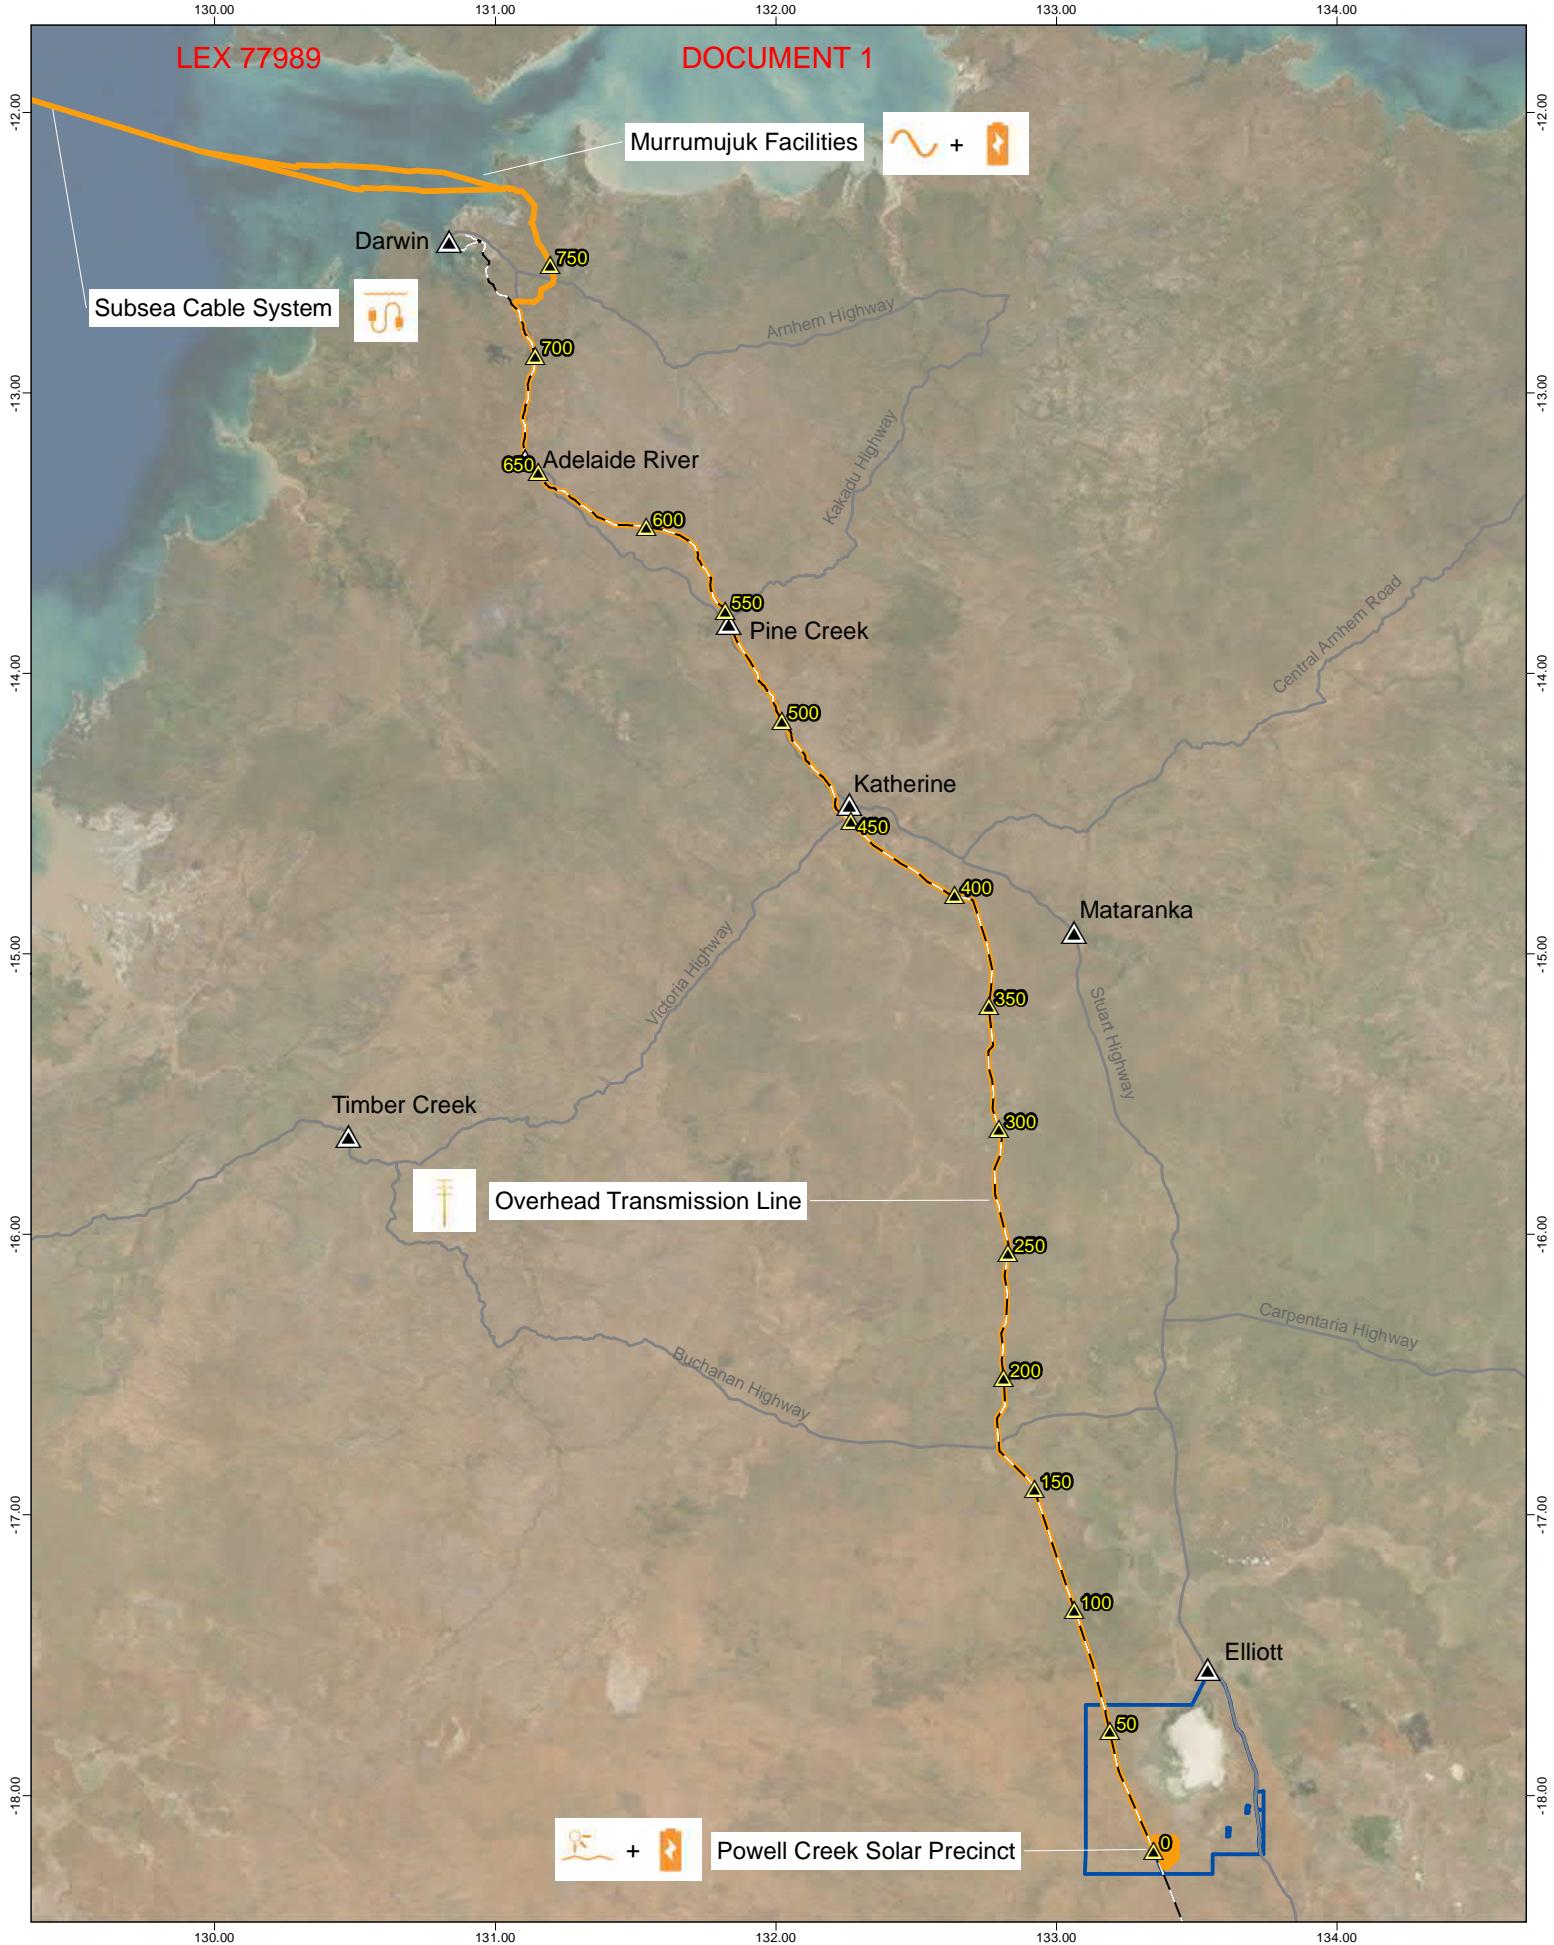 130.00
131.00
132.00
133.00
134.00
LEX 77989
DOCUMENT 1
-12.00
-12.00
Murrumujuk Facilities
+
Darwin
750
Subsea Cable System
Arnhem Highway
700
-13.00
-13.00
Kakadu Highway
650
Adelaide River
600
550
Pine Creek
Central Arnhem Road
-14.00
-14.00
500
Katherine
450
400
Mataranka
-15.00
-15.00
Victoria Highway
350
Stuart Highway
Timber Creek
300
Overhead Transmission Line
-16.00
-16.00
250
Carpentaria Highway
200
Buchanan Highway
150
-17.00
-17.00
100
Elliott
50
-18.00
-18.00
+
Powell Creek Solar Precinct
0
130.00
131.00
132.00
133.00
134.00